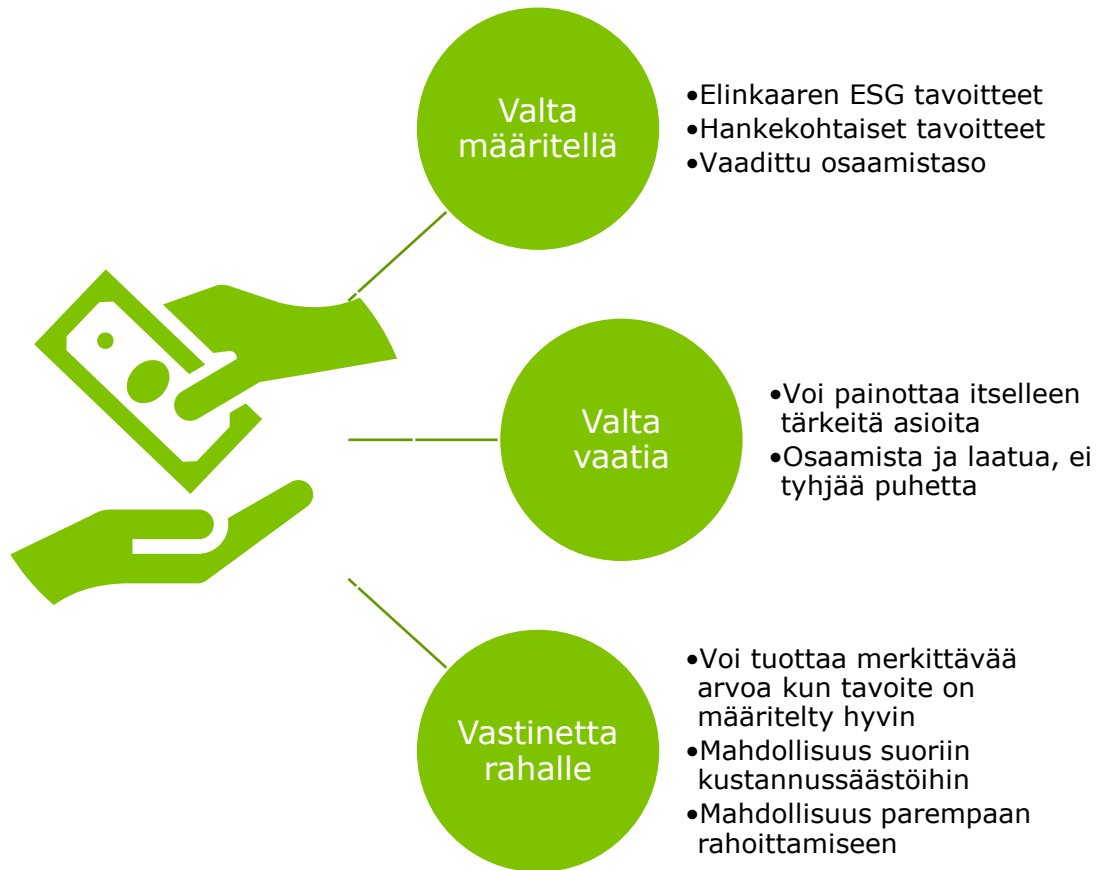 Valta
määritellä
•Elinkaaren ESG tavoitteet
•Hankekohtaiset tavoitteet
•Vaadittu osaamistaso
Valta
vaatia
•Voi painottaa itselleen
tärkeitä asioita
•Osaamista ja laatua, ei
tyhjää puhetta
Vastinetta
rahalle
•Voi tuottaa merkittävää
arvoa kun tavoite on
määritelty hyvin
•Mahdollisuus suoriin
kustannussäästöihin
•Mahdollisuus parempaan
rahoittamiseen